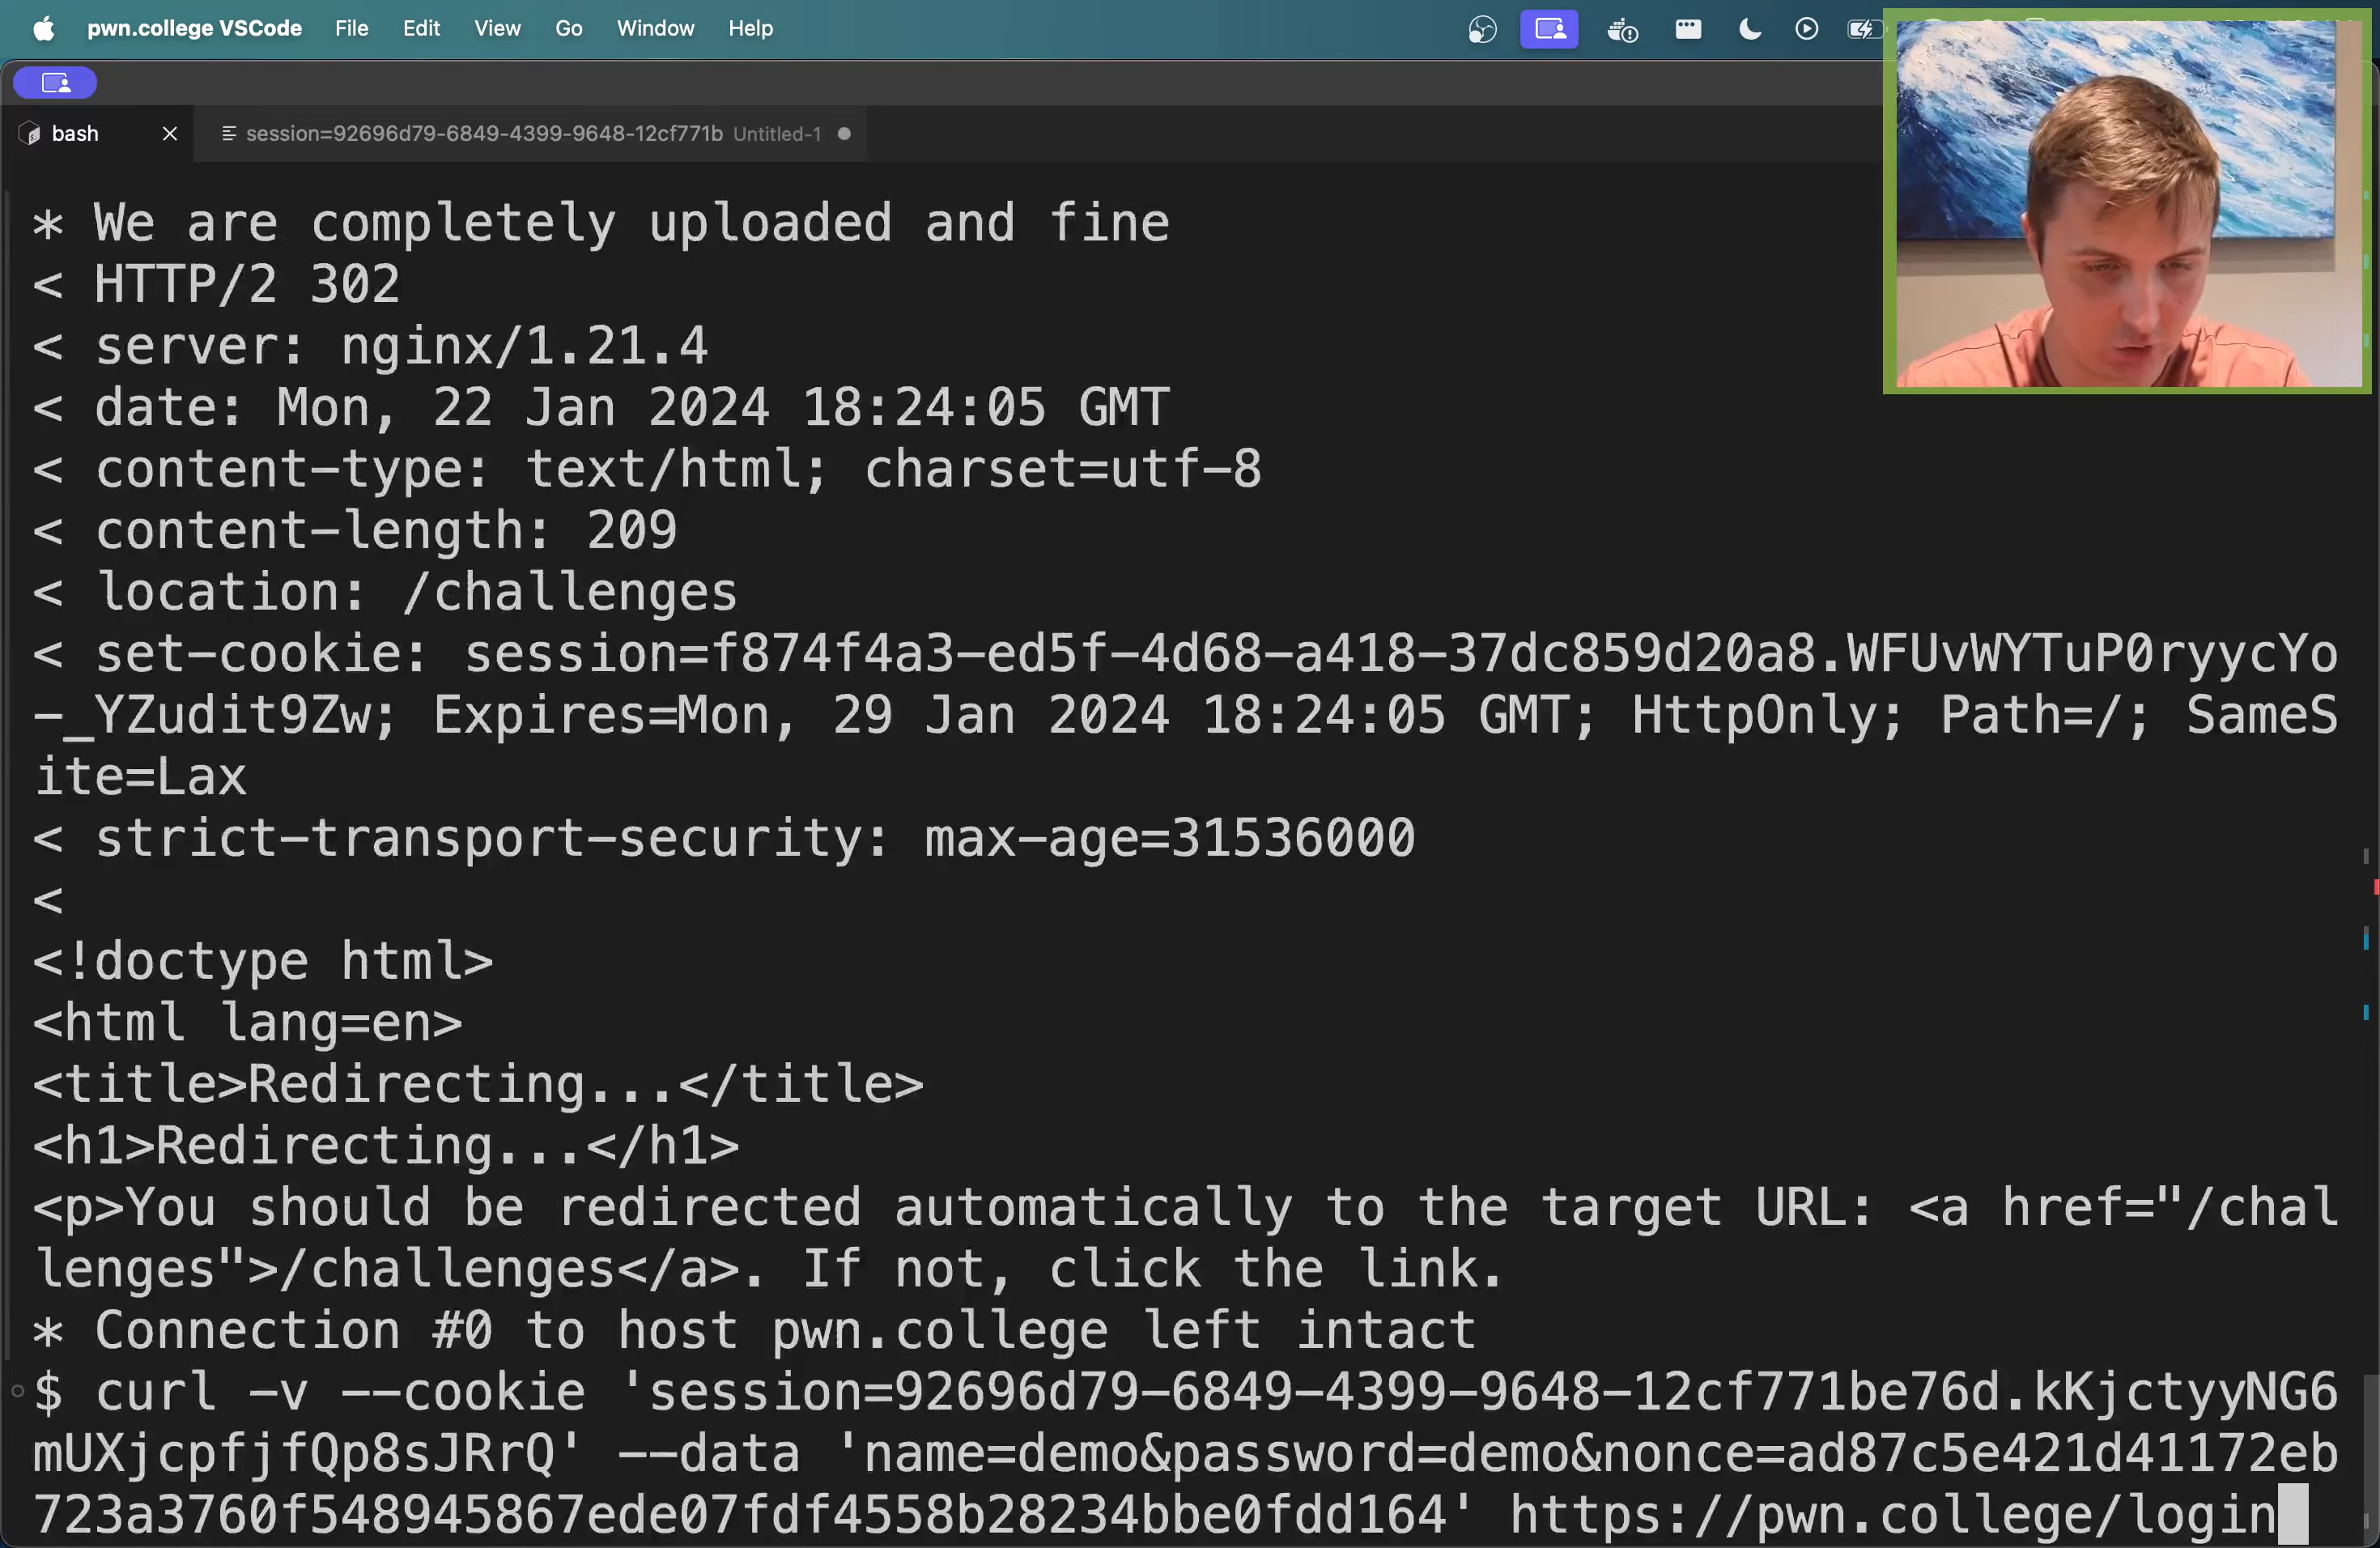 pwn.college VSCode File Edit View Go Window Help
bash session=92696d79-6849-4399-9648-12cf771b Untitled-1
* We are completely uploaded and fine
< HTTP/2 302
< server: nginx/1.21.4
< date: Mon, 22 Jan 2024 18:24:05 GMT
< content-type: text/html; charset=utf-8
< content-length: 209
< location: /challenges
< set-cookie: session=f874f4a3-ed5f-4d68-a418-37dc859d20a8.WFUvWYTuP0ryycYo
-_YZudit9Zw; Expires=Mon, 29 Jan 2024 18:24:05 GMT; HttpOnly; Path=/; SameS
ite=Lax
< strict-transport-security: max-age=31536000
<
<!doctype html>
<html lang=en>
<title>Redirecting...</title>
<h1>Redirecting...</h1>
<p>You should be redirected automatically to the target URL: <a href="/chal
lenges">/challenges</a>. If not, click the link.
* Connection #0 to host pwn.college left intact
$ curl -v --cookie 'session=92696d79-6849-4399-9648-12cf771be76d.kKjctyyNG6
mUXjcpfjfQp8sJRrQ' --data 'name=demo&password=demo&nonce=ad87c5e421d41172eb
723a3760f548945867ede07fdf4558b28234bbe0fdd164' https://pwn.college/login